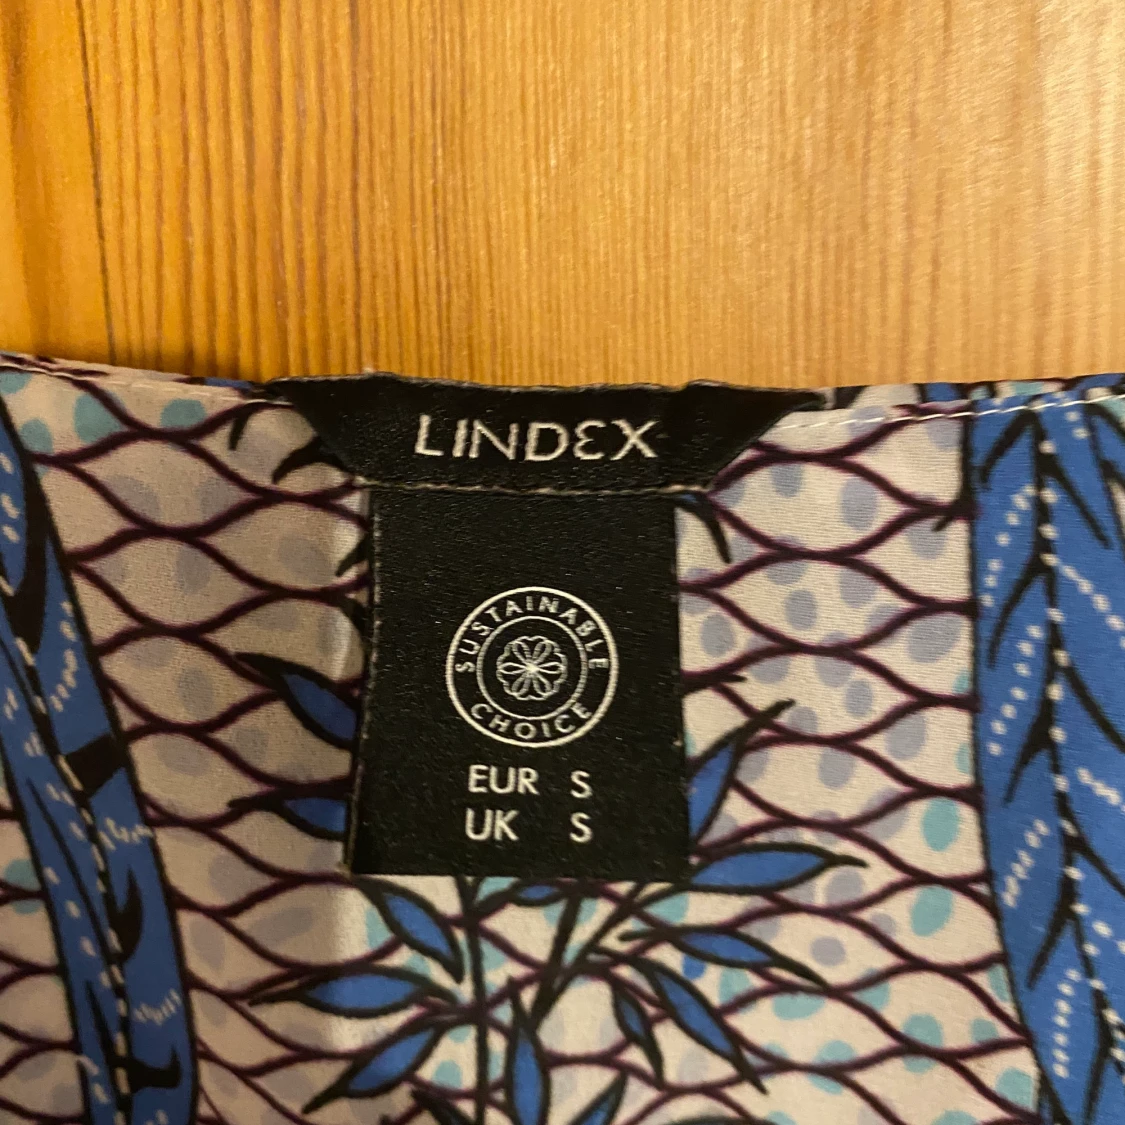 LINDEX
SUSTAINABLE
CHOICE
EUR S
UK S